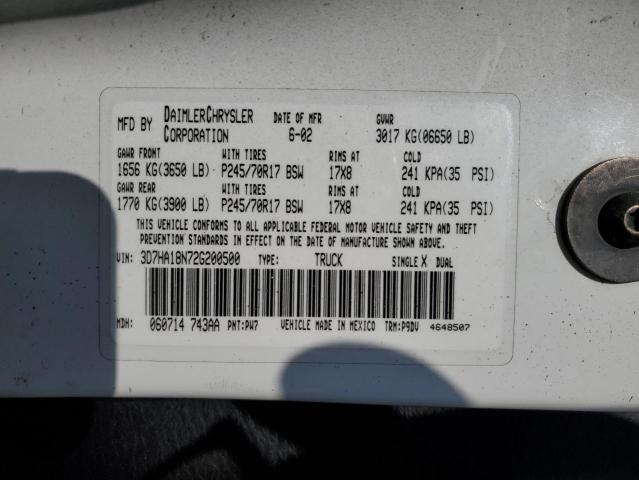 MFD BY DAIMLERCHRYSLER CORPORATION DATE OF MFR 6-02 GVWR 3017 KG(06650 LB)
GAWR FRONT WITH TIRES RIMS AT COLD
1656 KG(3650 LB) P245/70R17 BSW 17X8 241 KPA(35 PSI)
GAWR REAR WITH TIRES RIMS AT COLD
1770 KG(3900 LB) P245/70R17 BSW 17X8 241 KPA(35 PSI)
THIS VEHICLE CONFORMS TO ALL APPLICABLE FEDERAL MOTOR VEHICLE SAFETY AND THEFT
PREVENTION STANDARDS IN EFFECT ON THE DATE OF MANUFACTURE SHOWN ABOVE.
VIN: 3D7HA18N72G200500 TYPE: TRUCK SINGLE X DUAL
MDH: 060714 743AA PNT:PW7 VEHICLE MADE IN MEXICO TRM:P9DV 4648507